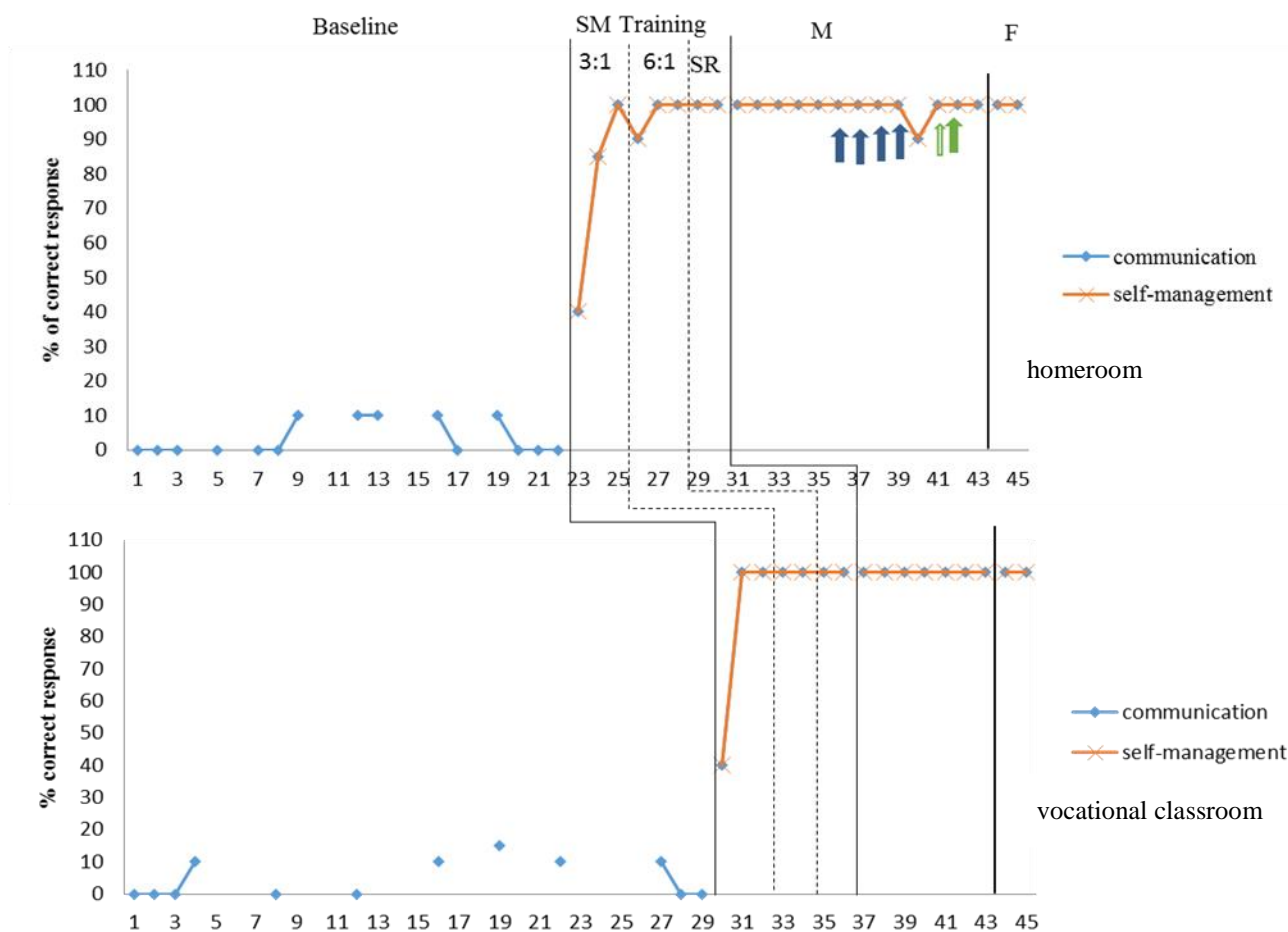 Baseline SM Training M F
3:1 6:1 SR
% of correct response
110
100
90
80
70
60
50
40
30
20
10
0
1 3 5 7 9 11 13 15 17 19 21 23 25 27 29 31 33 35 37 39 41 43 45
communication
self-management
homeroom
% correct response
110
100
90
80
70
60
50
40
30
20
10
0
1 3 5 7 9 11 13 15 17 19 21 23 25 27 29 31 33 35 37 39 41 43 45
communication
self-management
vocational classroom